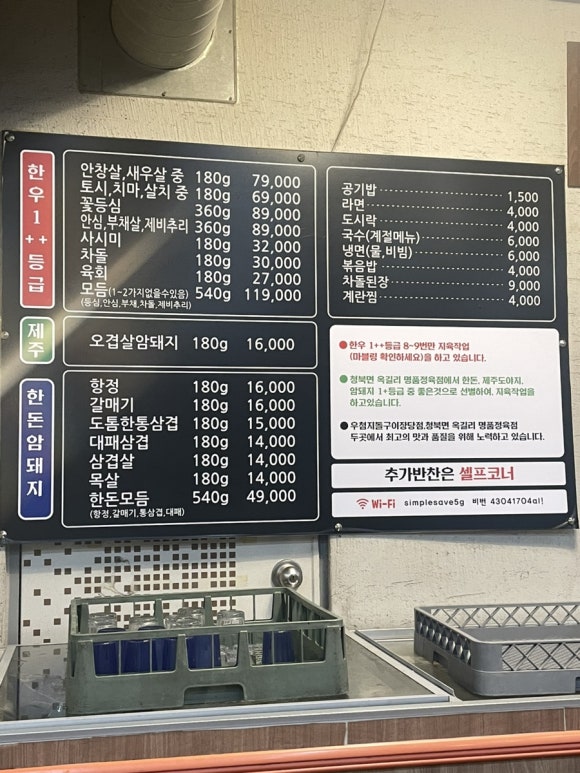 한우1++등급
안창살,새우살 중 180g 79,000
토시,치마,살치 중 180g 69,000
꽃등심 360g 89,000
안심,부채살,제비추리 360g 89,000
사시미 180g 32,000
차돌 180g 30,000
육회 180g 27,000
모듬(1~2가지없을수있음) 540g 119,000
(등심,안심,부채,차돌,제비추리)
제주
오겹살암돼지 180g 16,000
한돈암돼지
항정 180g 16,000
갈매기 180g 16,000
도톰한통삼겹 180g 15,000
대패삼겹 180g 14,000
삼겹살 180g 14,000
목살 180g 14,000
한돈모듬 540g 49,000
(항정,갈매기,통삼겹,대패)
공기밥 1,500
라면 4,000
도시락 4,000
국수(계절메뉴) 6,000
냉면(물,비빔) 6,000
볶음밥 4,000
차돌된장 9,000
계란찜 4,000
한우 1++등급 8~9번만 지육작업
(마블링 확인하세요)을 하고 있습니다.
청북면 옥길리 명품정육점에서 한돈, 제주도야지,
암돼지 1+등급 중 좋은것으로 선별하여, 지육작업을
하고있습니다.
우첨지돌구이장당점,청북면 옥길리 명품정육점
두곳에서 최고의 맛과 품질을 위해 노력하고 있습니다.
추가반찬은 셀프코너
Wi-Fi simplesave5g 비번 43041704a!